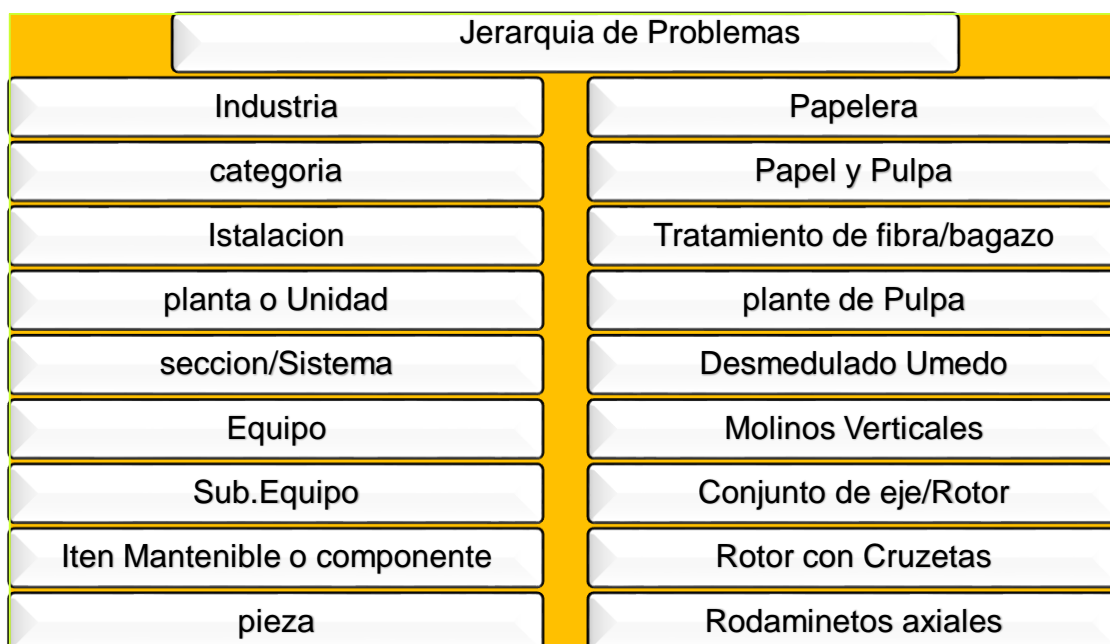 Jerarquia de Problemas
Industria
Papelera
categoria
Papel y Pulpa
Istalacion
Tratamiento de fibra/bagazo
planta o Unidad
plante de Pulpa
seccion/Sistema
Desmedulado Umedo
Equipo
Molinos Verticales
Sub.Equipo
Conjunto de eje/Rotor
Iten Mantenible o componente
Rotor con Cruzetas
pieza
Rodaminetos axiales